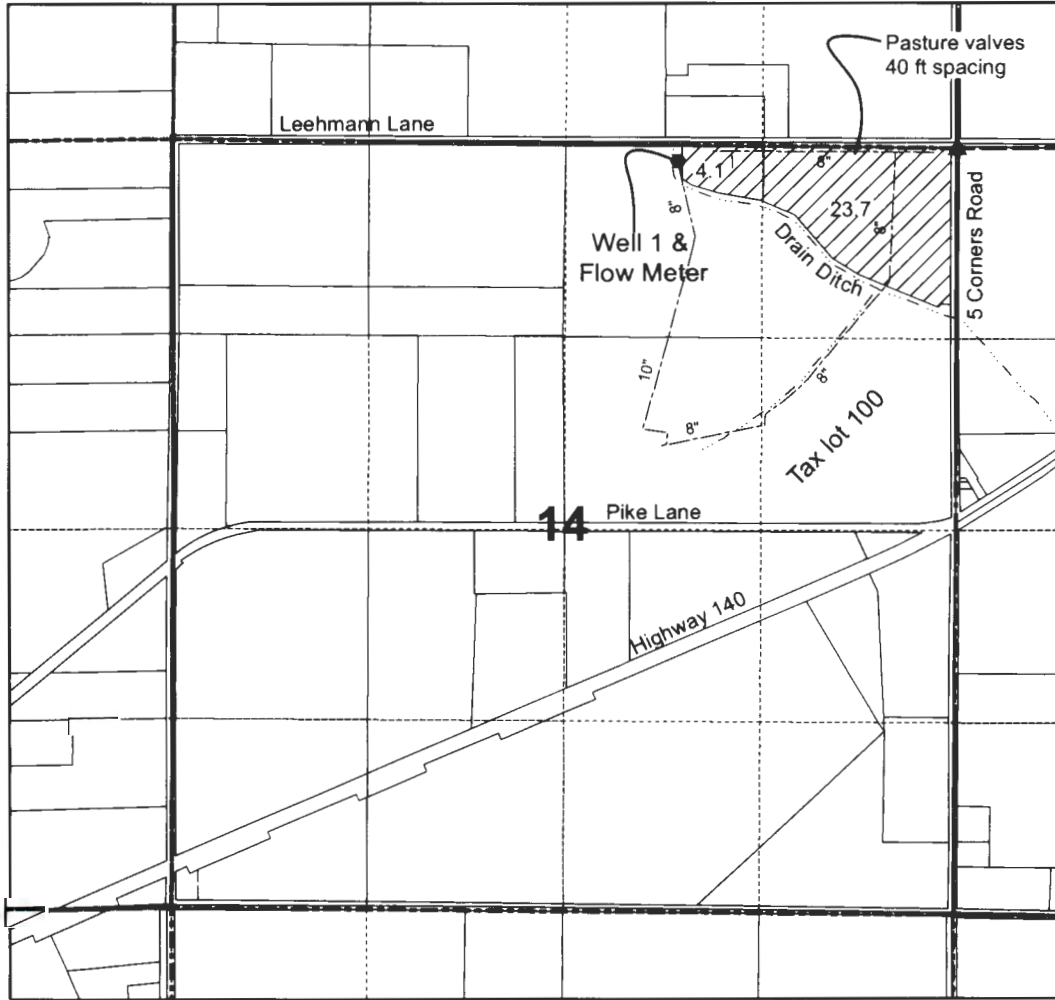 Pasture valves
40 ft spacing
Leehmann Lane
8"
4.1
23.7
8"
8"
Well 1 &
Flow Meter
Drain Ditch
5 Corners Road
10"
8"
8"
Tax lot 100
14
Pike Lane
Highway 140